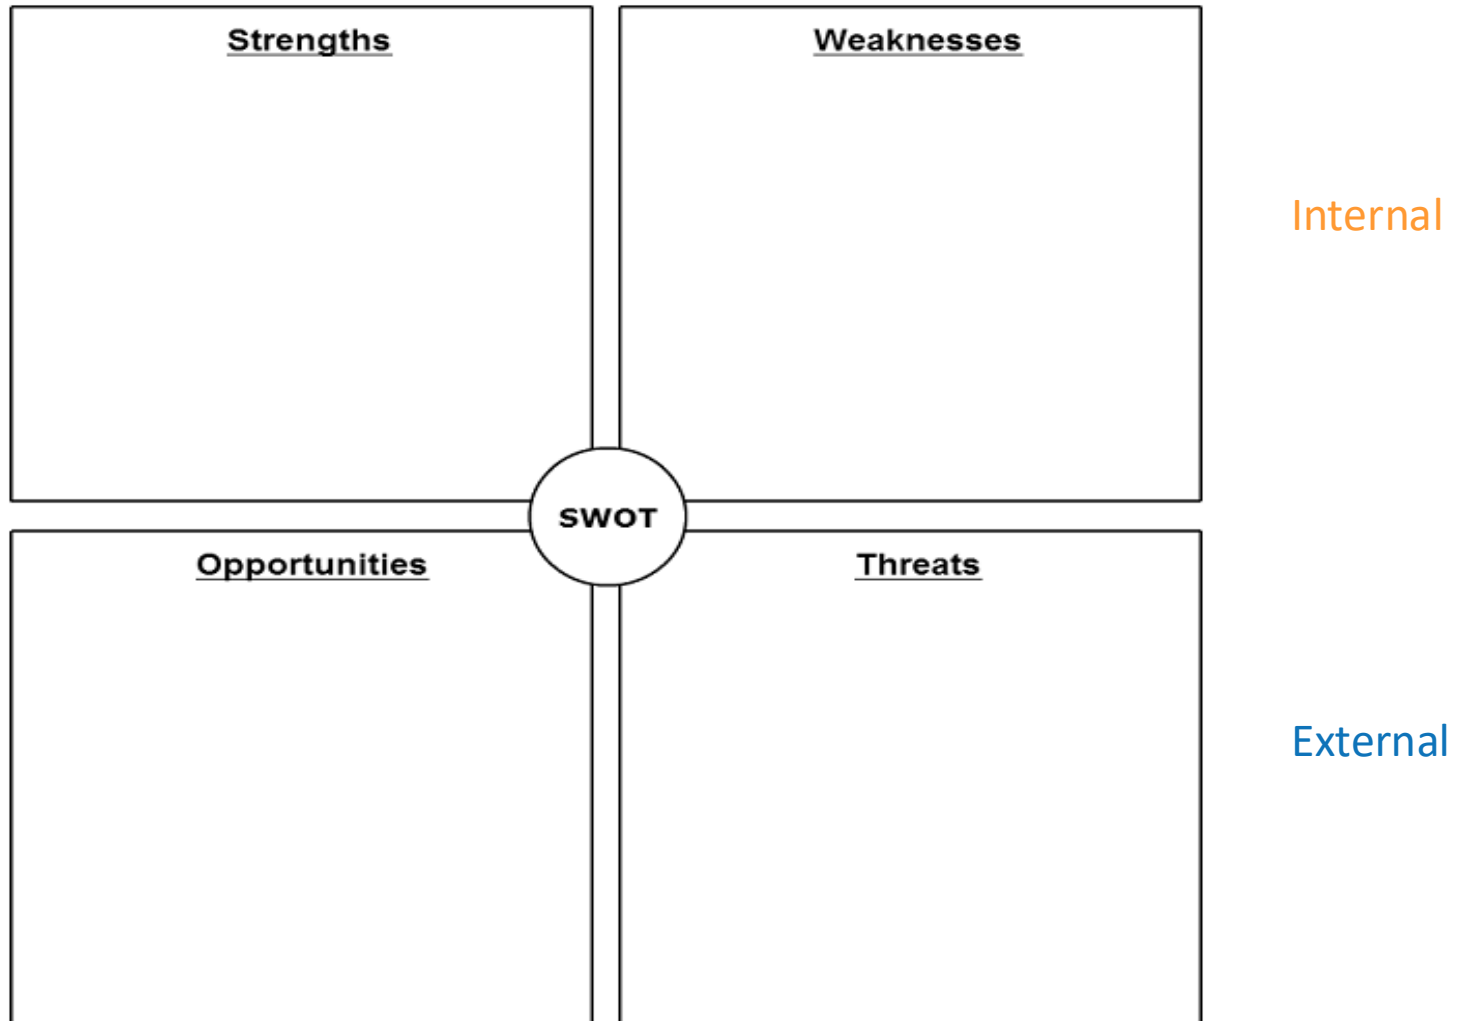 Strengths
Weaknesses
Internal
SWOT
Opportunities
Threats
External